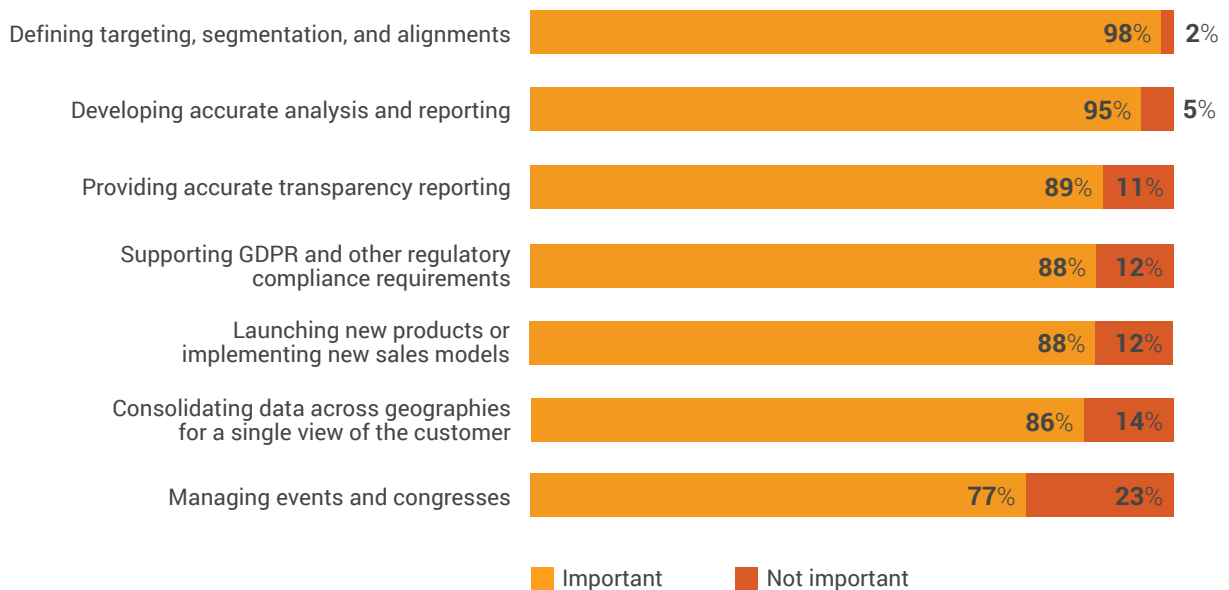 Defining targeting, segmentation, and alignments 98% 2%
Developing accurate analysis and reporting 95% 5%
Providing accurate transparency reporting 89% 11%
Supporting GDPR and other regulatory
compliance requirements 88% 12%
Launching new products or
implementing new sales models 88% 12%
Consolidating data across geographies
for a single view of the customer 86% 14%
Managing events and congresses 77% 23%
Important Not important